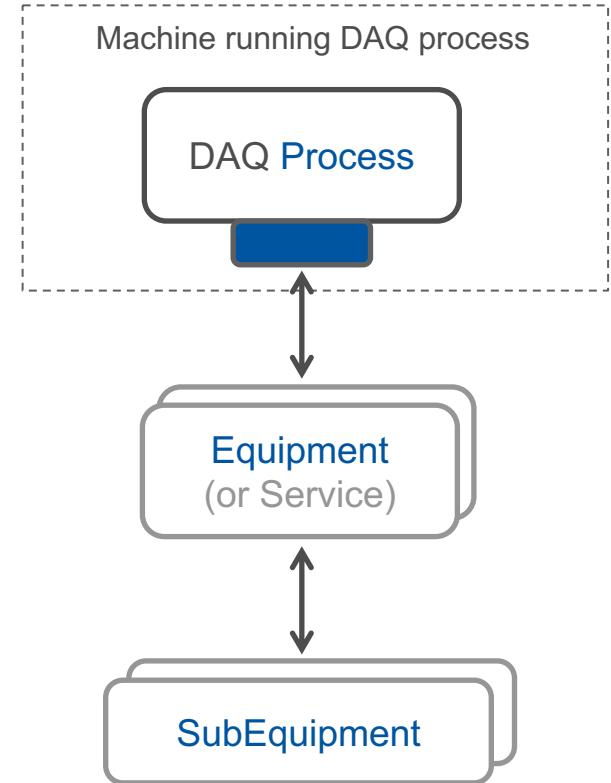 Machine running DAQ process
DAQ Process
Equipment
(or Service)
SubEquipment